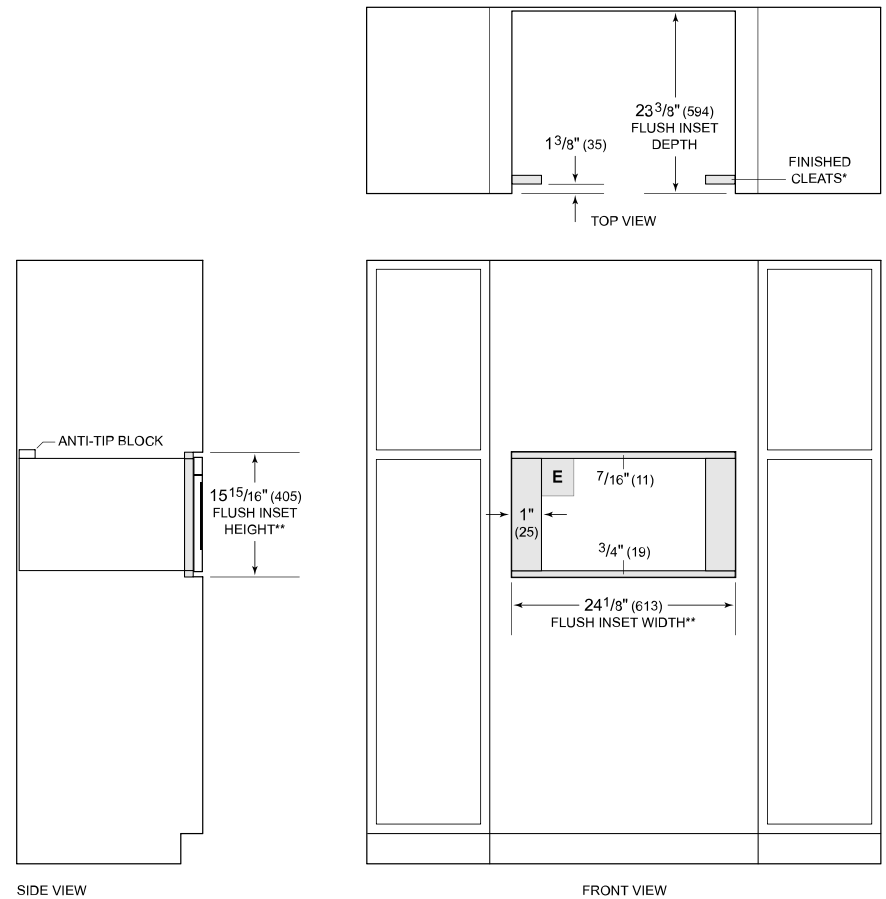 23 3/8" (594)
FLUSH INSET
DEPTH
1 3/8" (35)
FINISHED
CLEATS*
TOP VIEW
ANTI-TIP BLOCK
15 15/16" (405)
FLUSH INSET
HEIGHT**
E
7/16" (11)
1"
(25)
3/4" (19)
24 1/8" (613)
FLUSH INSET WIDTH**
SIDE VIEW
FRONT VIEW